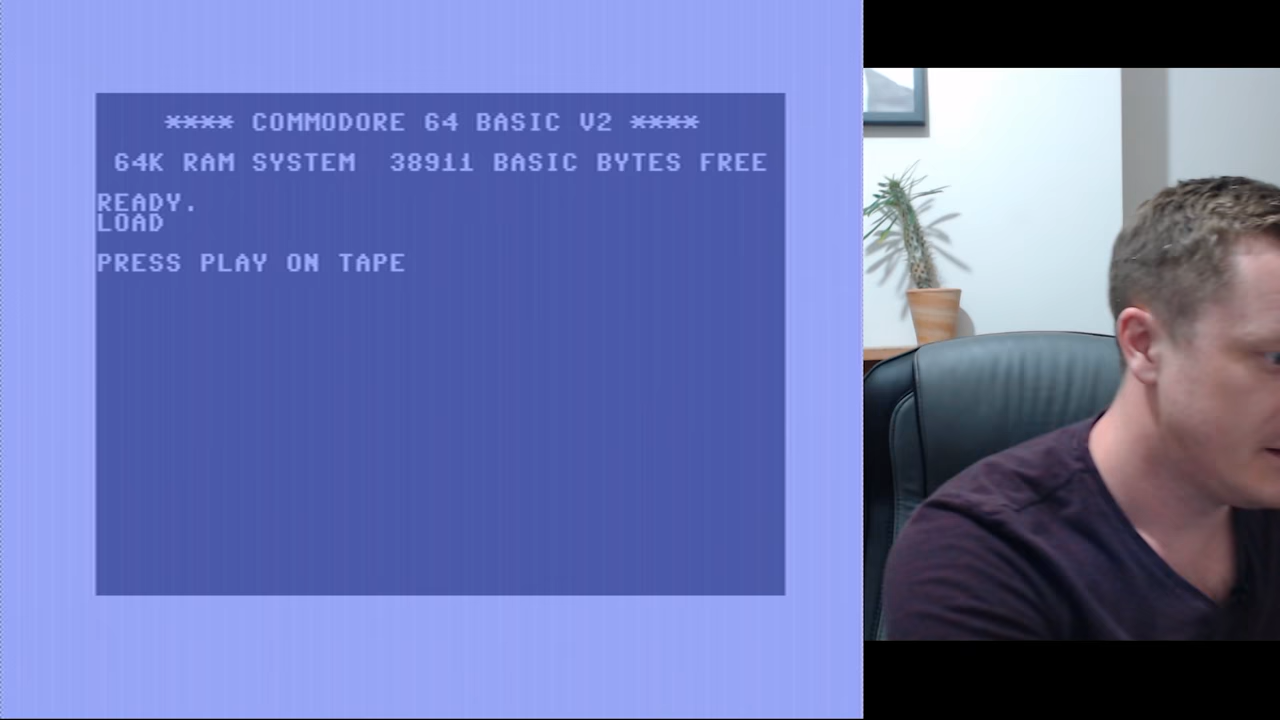 **** COMMODORE 64 BASIC V2 ****
64K RAM SYSTEM  38911 BASIC BYTES FREE
READY.
LOAD
PRESS PLAY ON TAPE